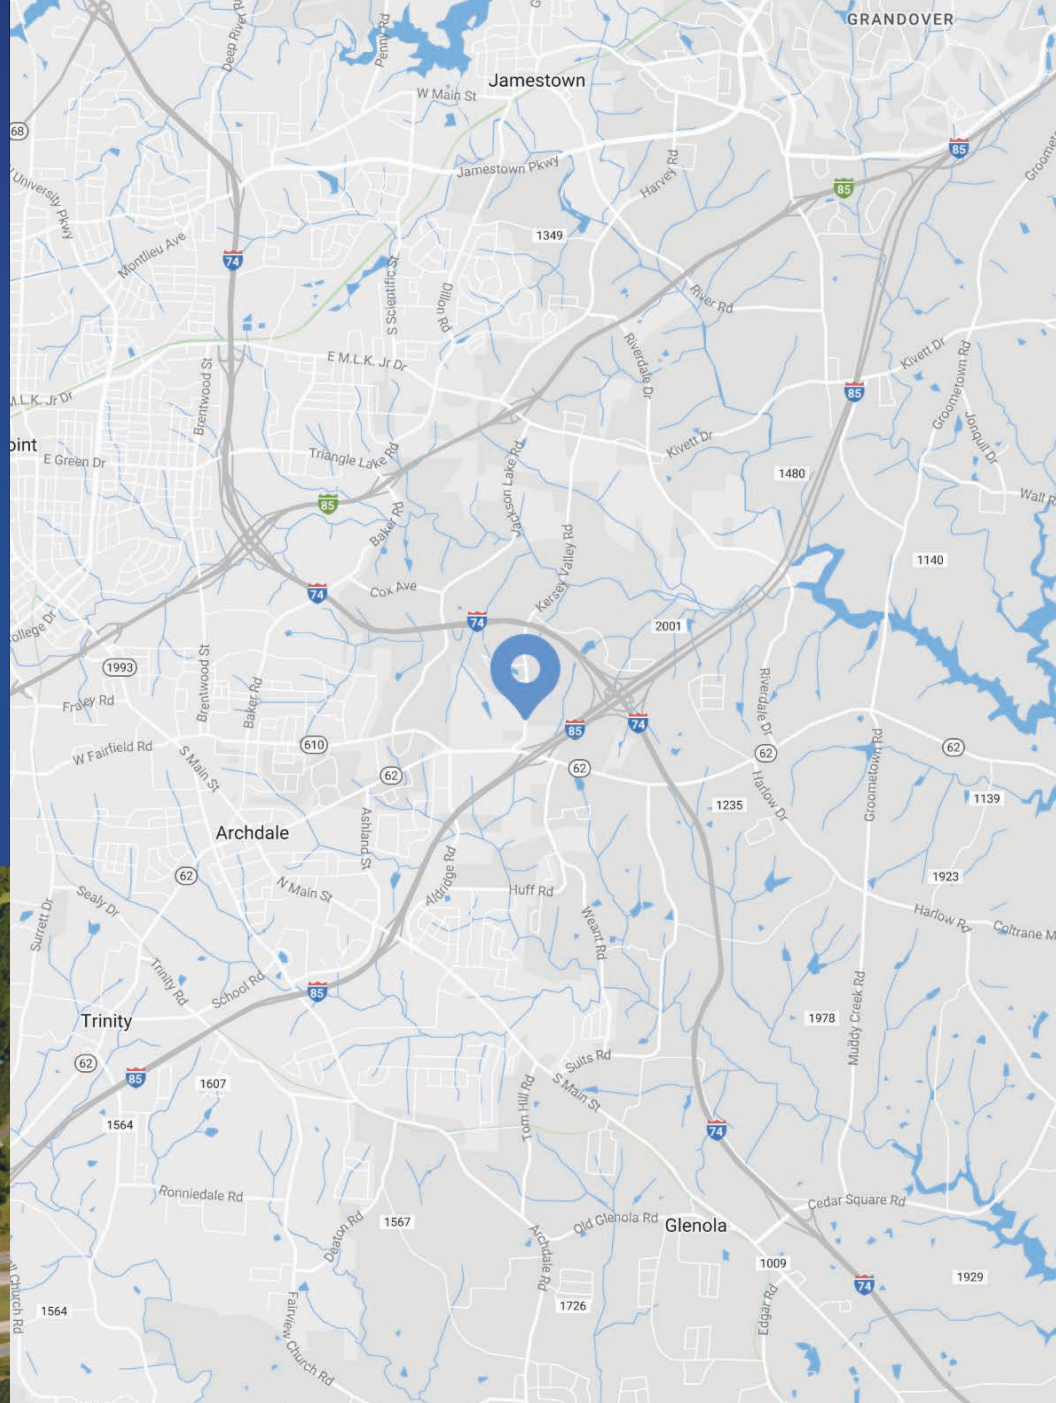 GRANDOVER
Deep River Rd
Penny Rd
Jamestown
W Main St
68
85
Jamestown Pkwy
Harvey Rd
85
University Pkwy
1349
Montlieu Ave
74
S Scientific St
Dillon Rd
River Rd
Riverdale Dr
Kivett Dr
E M.L.K. Jr Dr
Groometown Rd
Brentwood St
85
M.L.K. Jr Dr
Jonquil Dr
oint
E Green Dr
Triangle Lake Rd
Kivett Dr
Jackson Lake Rd
1480
Wall R
85
Baker Rd
Kersey Valley Rd
1140
Cox Ave
74
74
2001
ollege Dr
1993
Brentwood St
Baker Rd
Riverdale Dr
Fraley Rd
85
74
W Fairfield Rd
610
62
62
62
62
S Main St
Groometown Rd
1139
Harlow Dr
1235
Archdale
Ashland St
Aldridge Rd
62
1923
N Main St
Huff Rd
Sealy Dr
Surrett Dr
Weant Rd
Harlow Rd
Coltrane M
Trinity Rd
School Rd
85
Trinity
1978
Muddy Creek Rd
62
85
1607
Suits Rd
S Main St
Tom Hill Rd
1564
74
Ronniedale Rd
Cedar Square Rd
Deaton Rd
1567
Old Glenola Rd
Glenola
Archdale Rd
1009
1929
74
ll Church Rd
1564
Fairview Church Rd
1726
Edgar Rd